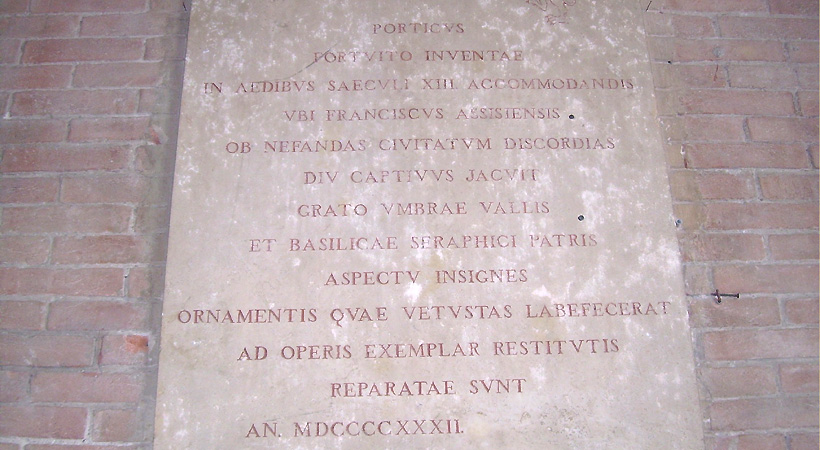 PORTICVS
FORTVITO INVENTAE
IN AEDIBVS SAECVLI XIII ACCOMMODANDIS
VBI FRANCISCVS ASSISIENSIS
OB NEFANDAS CIVITATVM DISCORDIAS
DIV CAPTIVVS JACVIT
GRATO VMBRAE VALLIS
ET BASILICAE SERAPHICI PATRIS
ASPECTV INSIGNES
ORNAMENTIS QVAE VETVSTAS LABEFECERAT
AD OPERIS EXEMPLAR RESTITVTIS
REPARATAE SVNT
AN. MDCCCCXXXII.